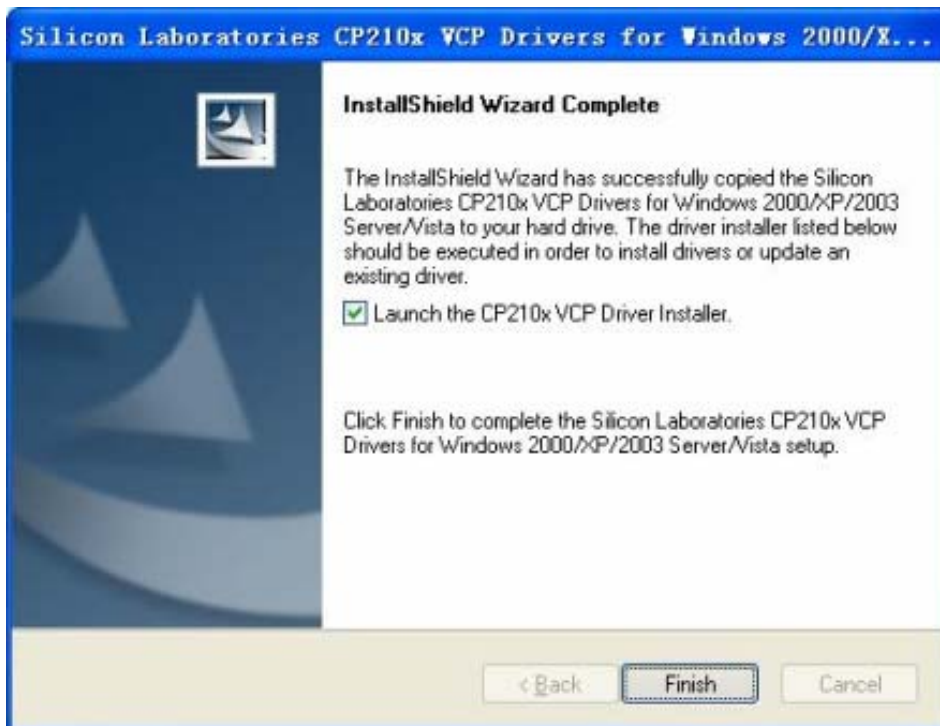 Silicon Laboratories CP210x VCP Drivers for Windows 2000/X...
InstallShield Wizard Complete
The InstallShield Wizard has successfully copied the Silicon
Laboratories CP210x VCP Drivers for Windows 2000/XP/2003
Server/Vista to your hard drive. The driver installer listed below
should be executed in order to install drivers or update an
existing driver.
Launch the CP210x VCP Driver Installer.
Click Finish to complete the Silicon Laboratories CP210x VCP
Drivers for Windows 2000/XP/2003 Server/Vista setup.
< Back
Finish
Cancel